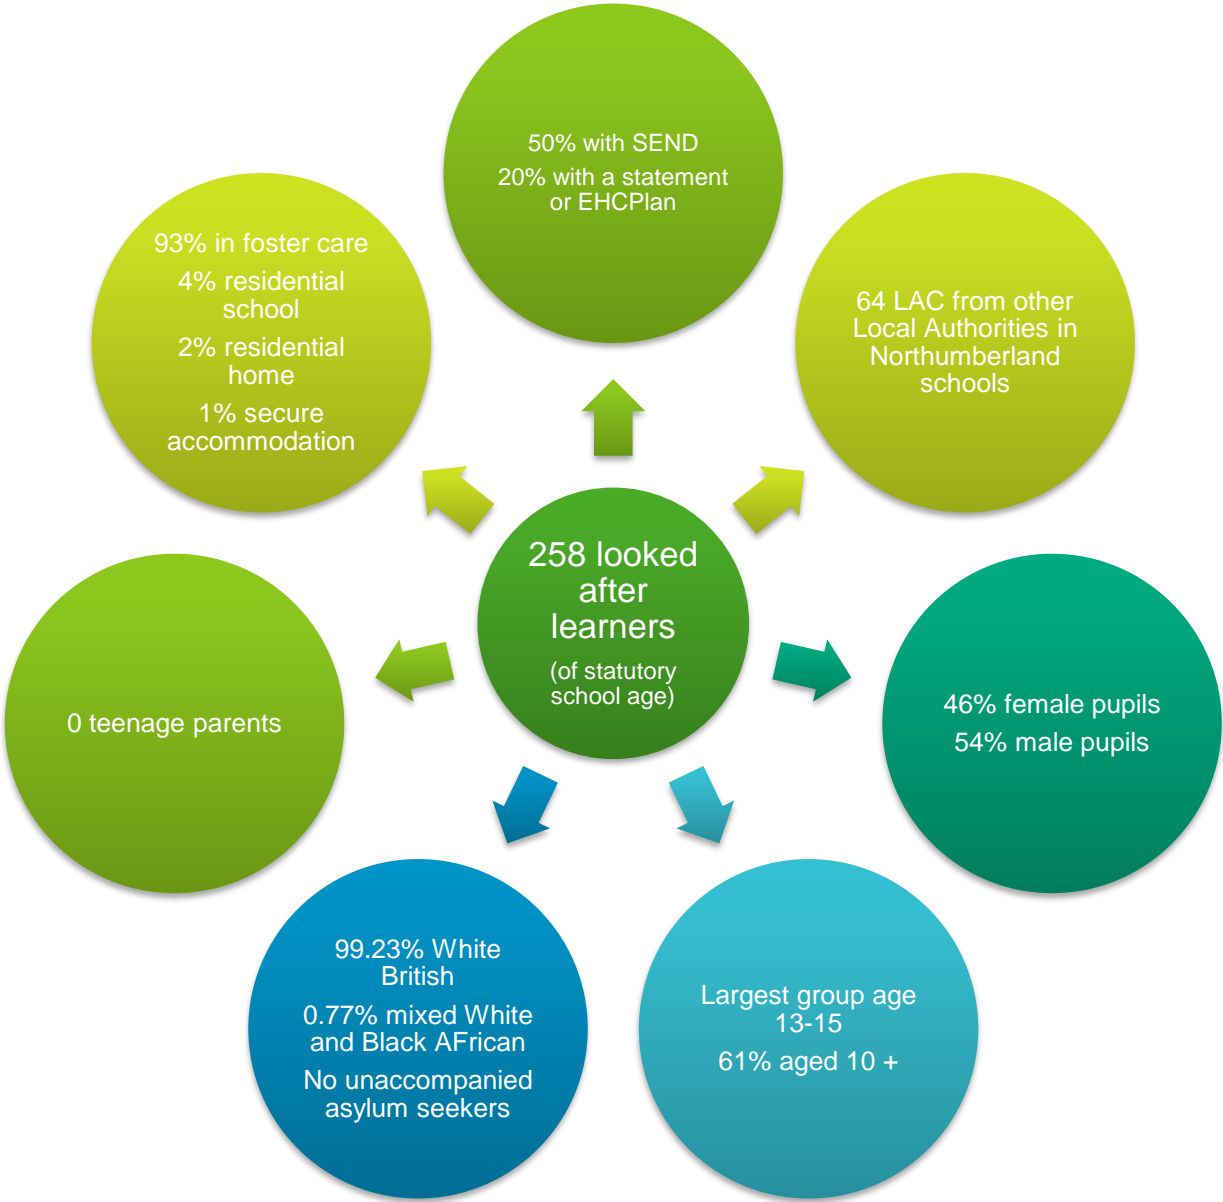 50% with SEND
20% with a statement
or EHCPlan
64 LAC from other
Local Authorities in
Northumberland
schools
46% female pupils
54% male pupils
Largest group age
13-15
61% aged 10 +
99.23% White
British
0.77% mixed White
and Black AFrican
No unaccompanied
asylum seekers
0 teenage parents
93% in foster care
4% residential
school
2% residential
home
1% secure
accommodation
258 looked
after
learners
(of statutory
school age)